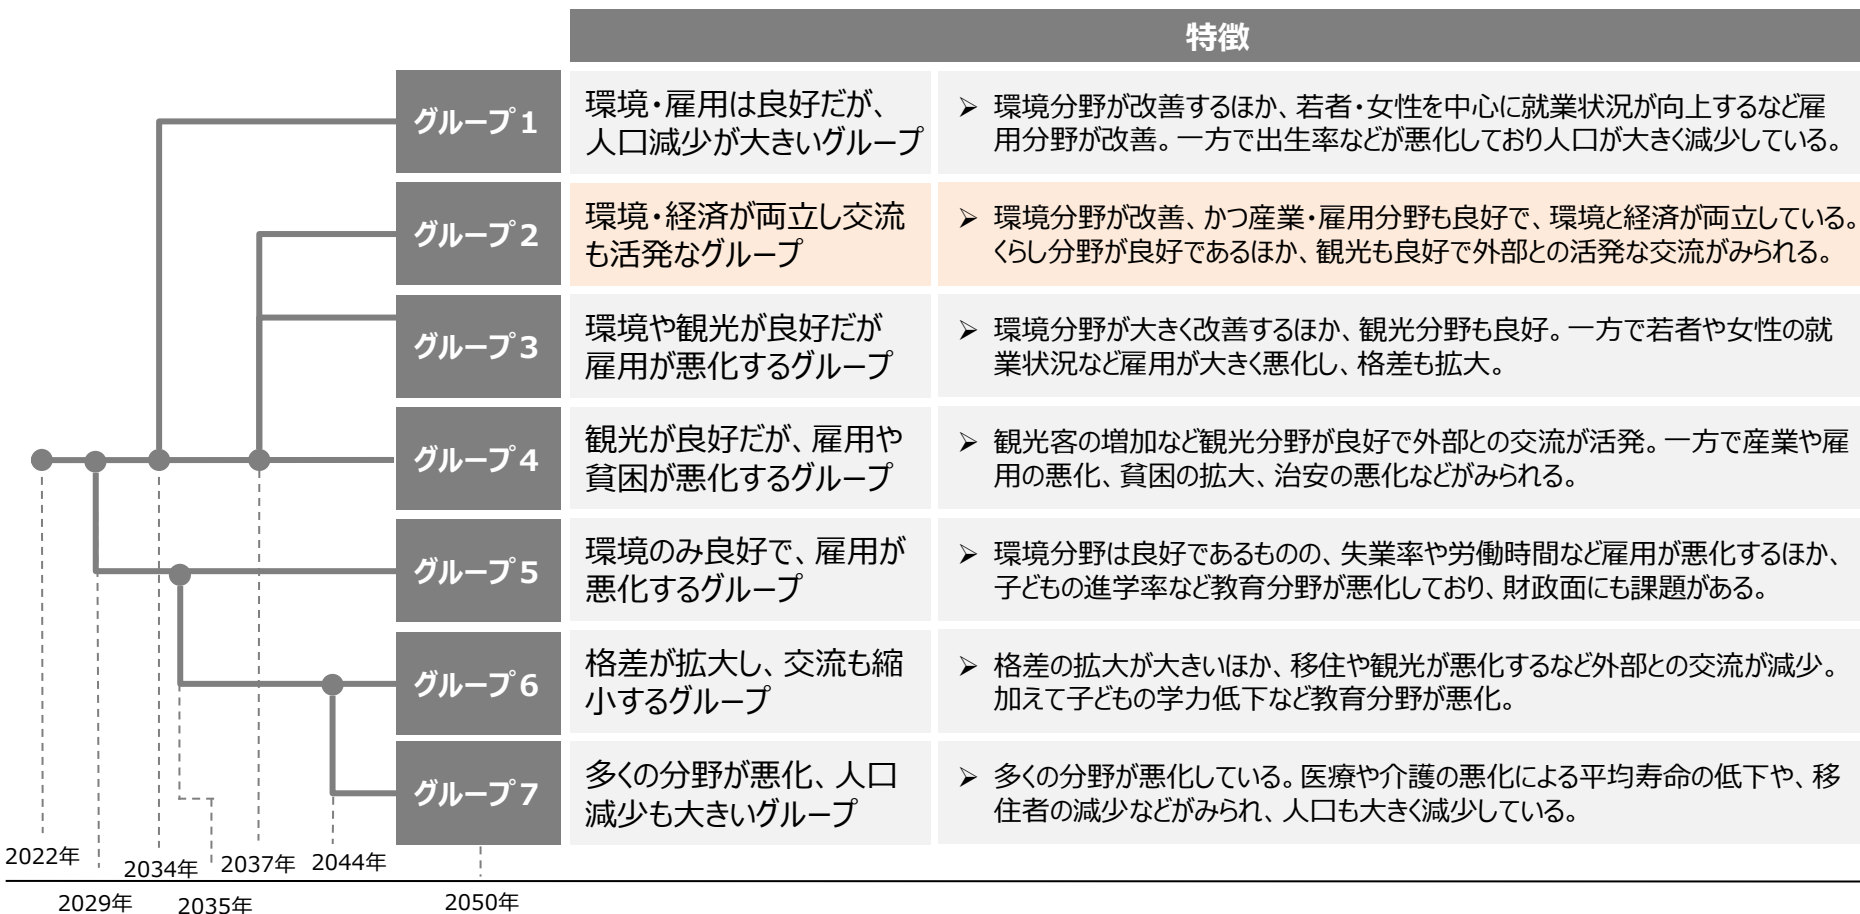 特徴
グループ1
環境・雇用は良好だが、
人口減少が大きいグループ
➢ 環境分野が改善するほか、若者・女性を中心に就業状況が向上するなど雇
用分野が改善。一方で出生率などが悪化しており人口が大きく減少している。
グループ2
環境・経済が両立し交流
も活発なグループ
➢ 環境分野が改善、かつ産業・雇用分野も良好で、環境と経済が両立している。
くらし分野が良好であるほか、観光も良好で外部との活発な交流がみられる。
グループ3
環境や観光が良好だが
雇用が悪化するグループ
➢ 環境分野が大きく改善するほか、観光分野も良好。一方で若者や女性の就
業状況など雇用が大きく悪化し、格差も拡大。
グループ4
観光が良好だが、雇用や
貧困が悪化するグループ
➢ 観光客の増加など観光分野が良好で外部との交流が活発。一方で産業や雇
用の悪化、貧困の拡大、治安の悪化などがみられる。
グループ5
環境のみ良好で、雇用が
悪化するグループ
➢ 環境分野は良好であるものの、失業率や労働時間など雇用が悪化するほか、
子どもの進学率など教育分野が悪化しており、財政面にも課題がある。
グループ6
格差が拡大し、交流も縮
小するグループ
➢ 格差の拡大が大きいほか、移住や観光が悪化するなど外部との交流が減少。
加えて子どもの学力低下など教育分野が悪化。
グループ7
多くの分野が悪化、人口
減少も大きいグループ
➢ 多くの分野が悪化している。医療や介護の悪化による平均寿命の低下や、移
住者の減少などがみられ、人口も大きく減少している。
2022年
2034年
2037年
2044年
2029年
2035年
2050年